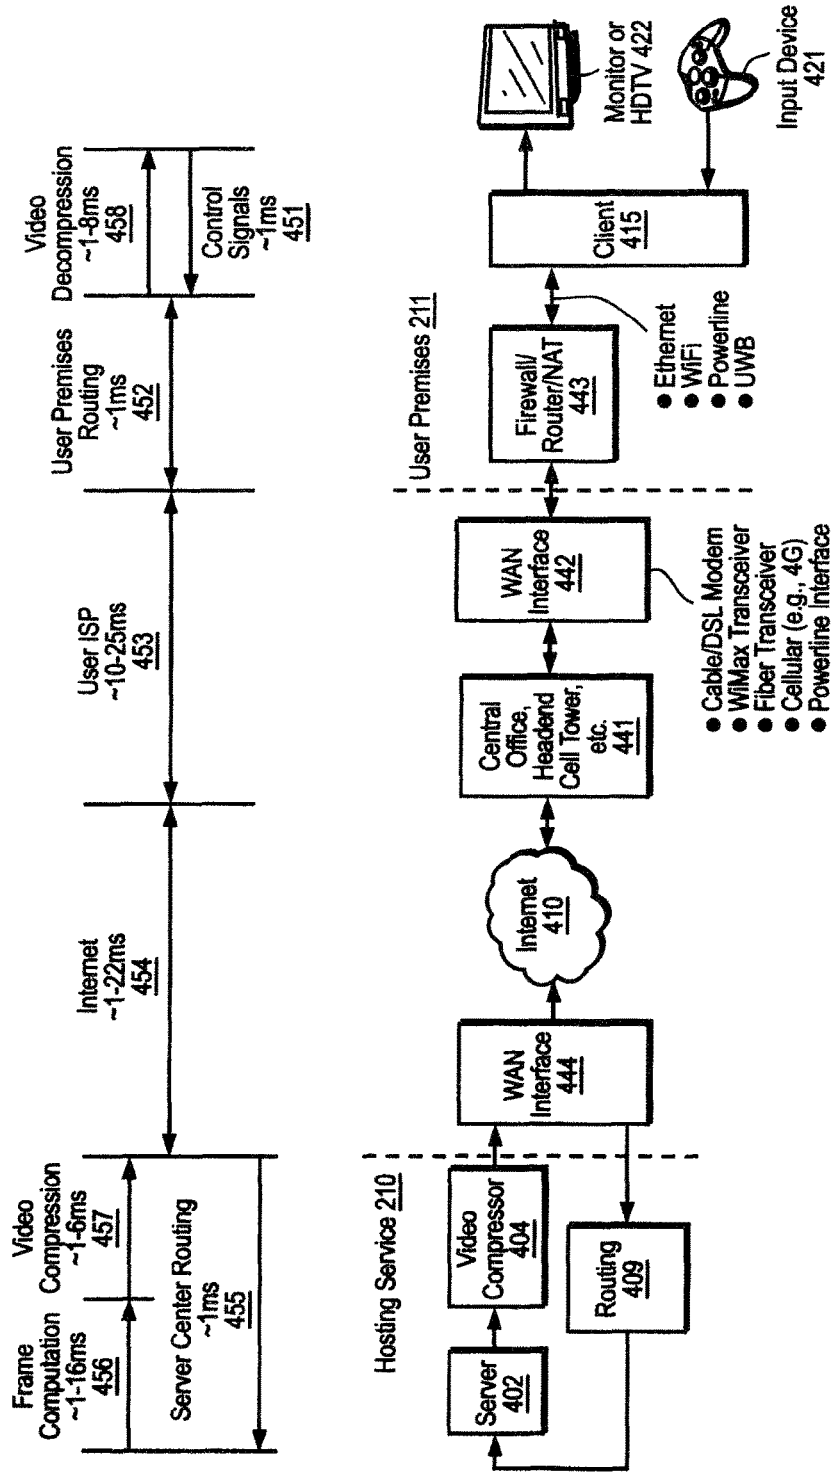 Frame
Computation
~1-16ms
456
Video
Compression
~1-6ms
457
Server Center Routing
~1ms
455
Internet
~1-22ms
454
User ISP
~10-25ms
453
User Premises
Routing
~1ms
452
Video
Decompression
~1-8ms
458
Control
Signals
~1ms
451
Hosting Service 210
Server
402
Video
Compressor
404
Routing
409
WAN
Interface
444
Internet
410
Central
Office,
Headend
Cell Tower,
etc.
441
WAN
Interface
442
● Cable/DSL Modem
● WiMax Transceiver
● Fiber Transceiver
● Cellular (e.g., 4G)
● Powerline Interface
User Premises 211
Firewall/
Router/NAT
443
● Ethernet
● WiFi
● Powerline
● UWB
Client
415
Monitor or
HDTV 422
Input Device
421